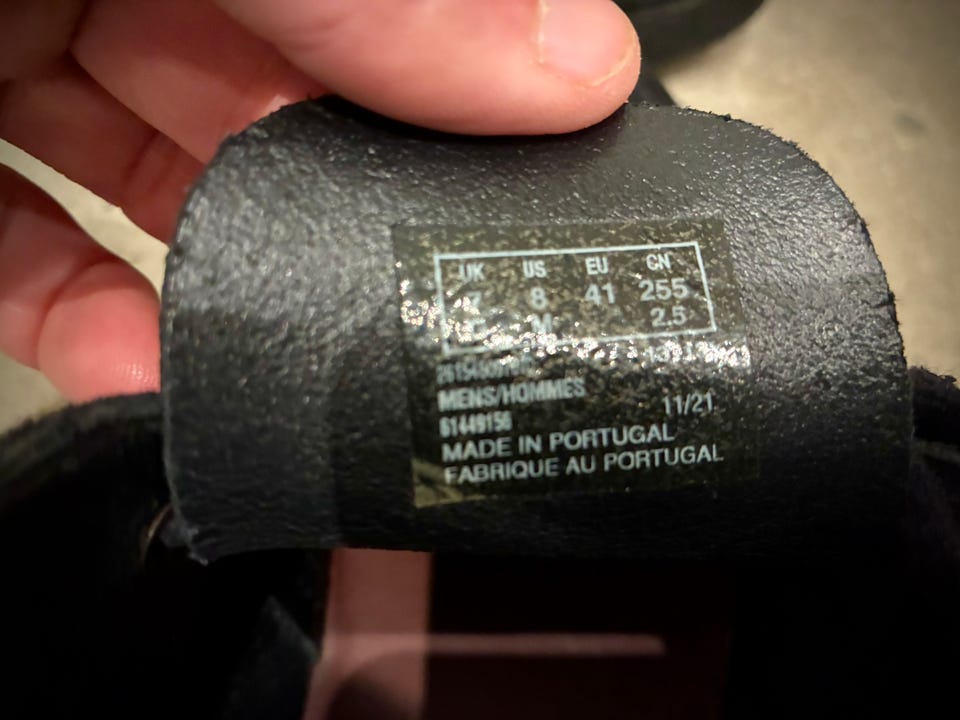 UK US EU CN
7 8 41 255
M 2.5
MENS/HOMMES
11/21
61449156
MADE IN PORTUGAL
FABRIQUE AU PORTUGAL